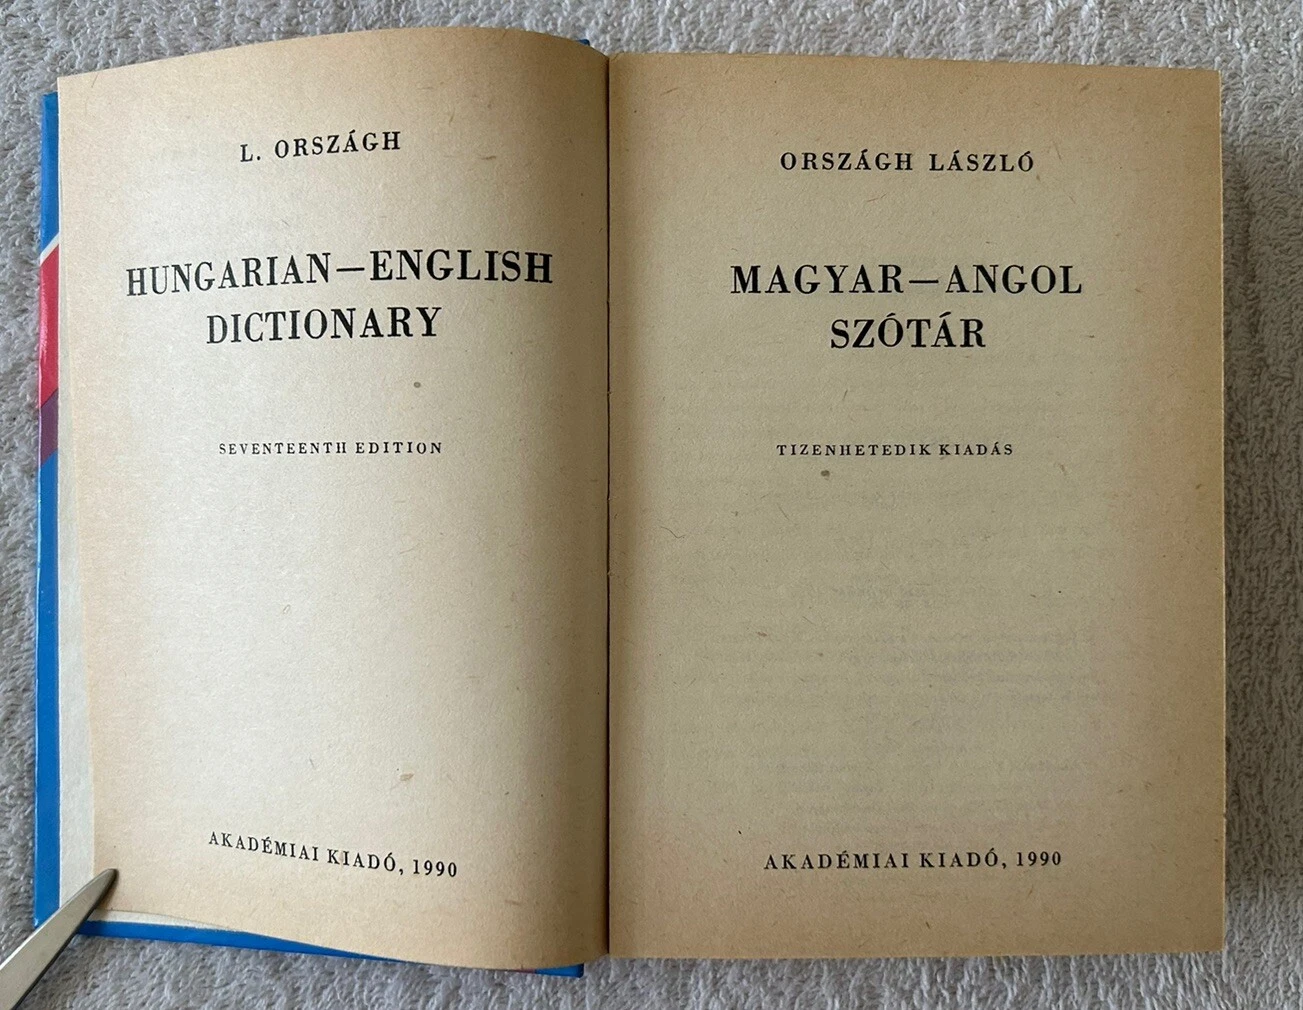 L. ORSZÁGH
HUNGARIAN—ENGLISH
DICTIONARY
SEVENTEENTH EDITION
AKADÉMIAI KIADÓ, 1990
ORSZÁGH LÁSZLÓ
MAGYAR—ANGOL
SZÓTÁR
TIZENHETEDIK KIADÁS
AKADÉMIAI KIADÓ, 1990